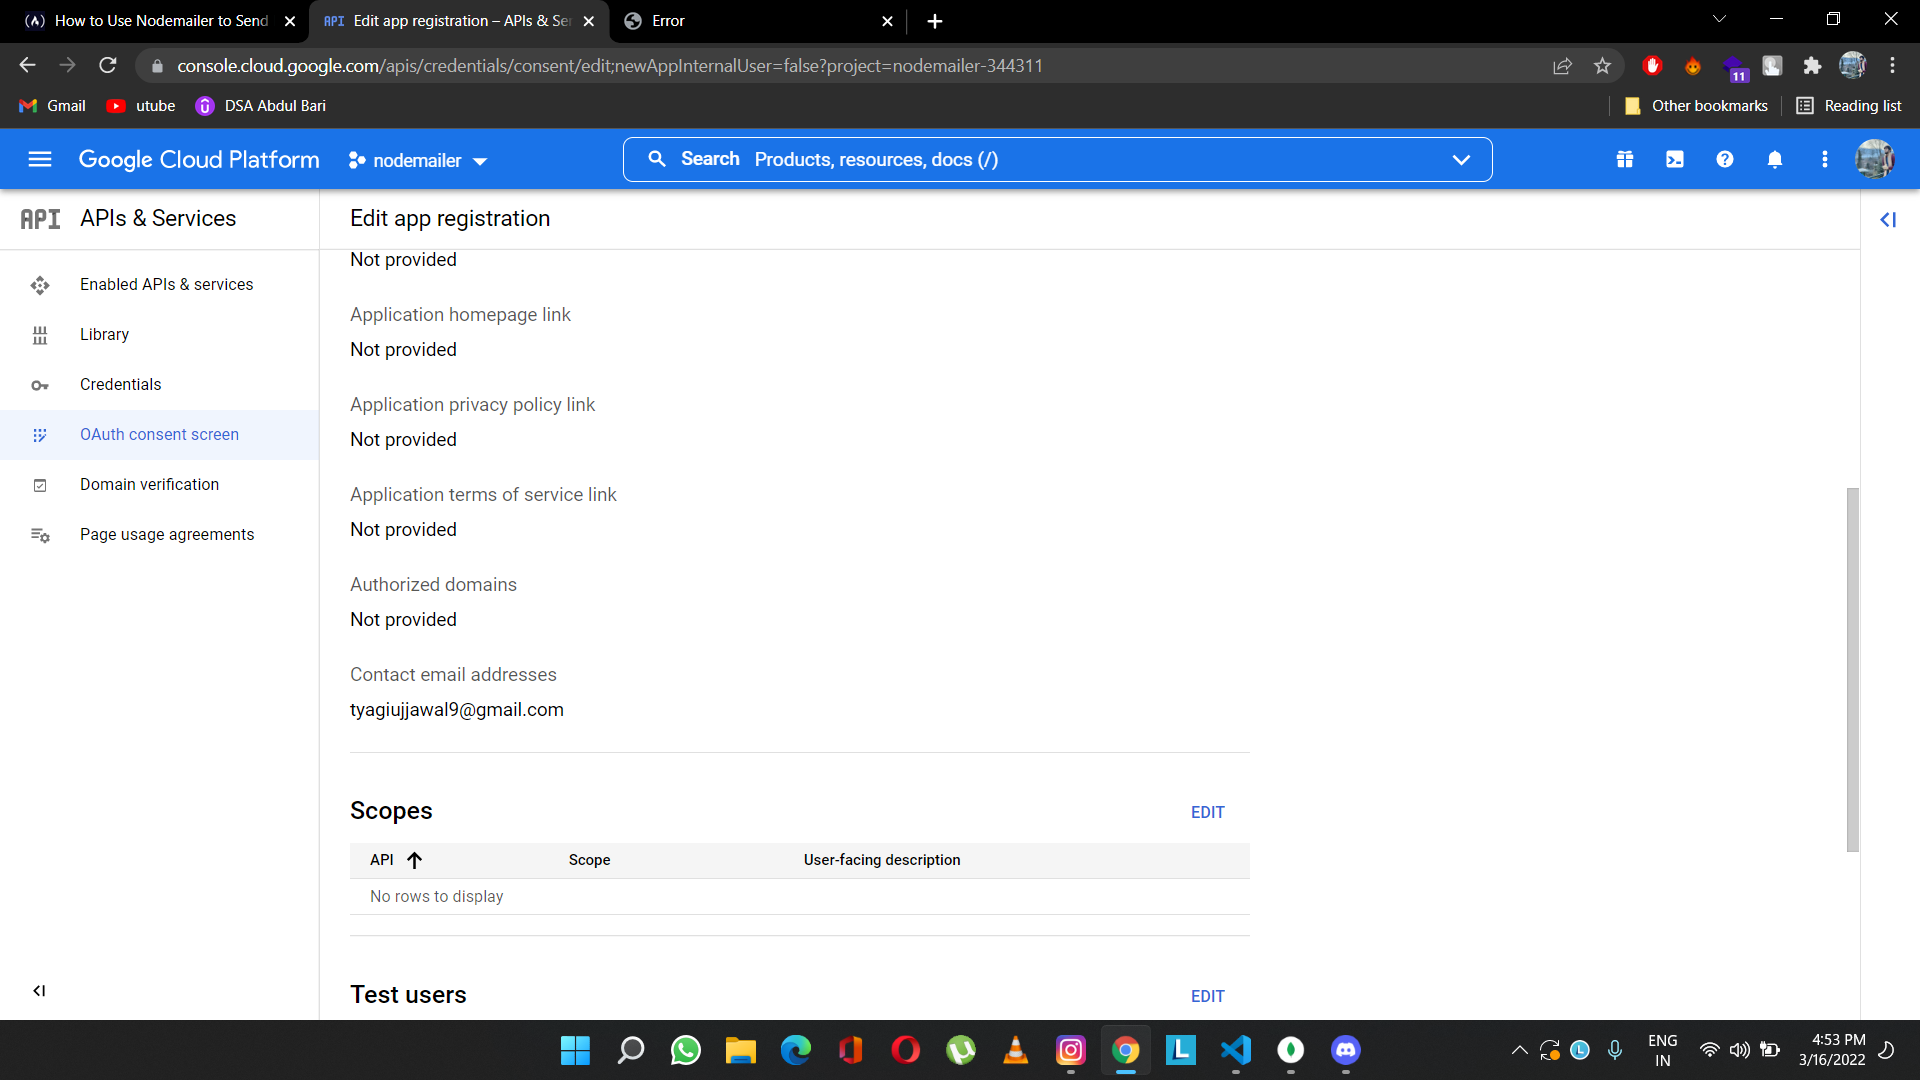 How to Use Nodemailer to Send
API Edit app registration – APIs & Ser
Error
console.cloud.google.com/apis/credentials/consent/edit;newAppInternalUser=false?project=nodemailer-344311
11
Gmail
utube
DSA Abdul Bari
Other bookmarks
Reading list
Google Cloud Platform
nodemailer
Search Products, resources, docs (/)
API APIs & Services
Edit app registration
Enabled APIs & services
Library
Credentials
OAuth consent screen
Domain verification
Page usage agreements
Not provided
Application homepage link
Not provided
Application privacy policy link
Not provided
Application terms of service link
Not provided
Authorized domains
Not provided
Contact email addresses
tyagiujjawal9@gmail.com
Scopes
EDIT
API Scope User-facing description
No rows to display
Test users
EDIT
L
ENG
IN
4:53 PM
3/16/2022